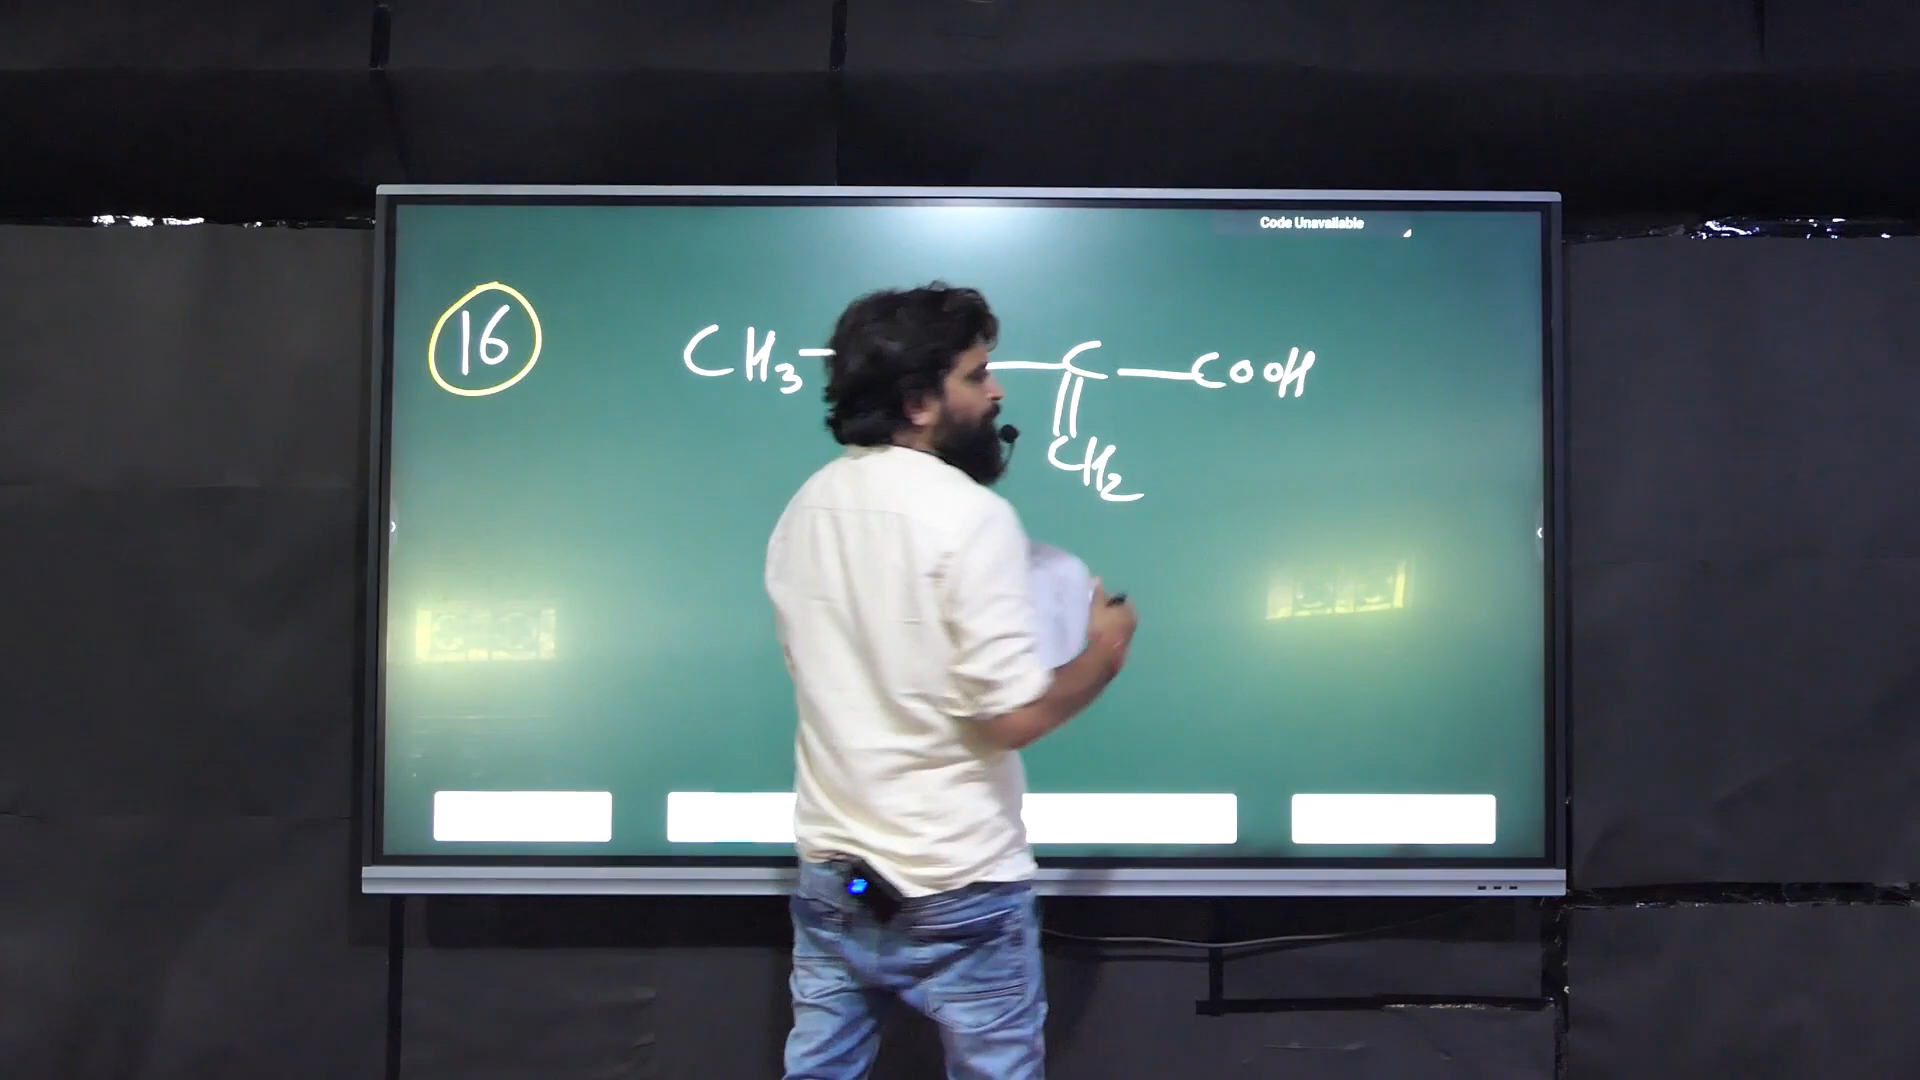 Code Unavailable
16
CH3- —C—COOH
||
CH2